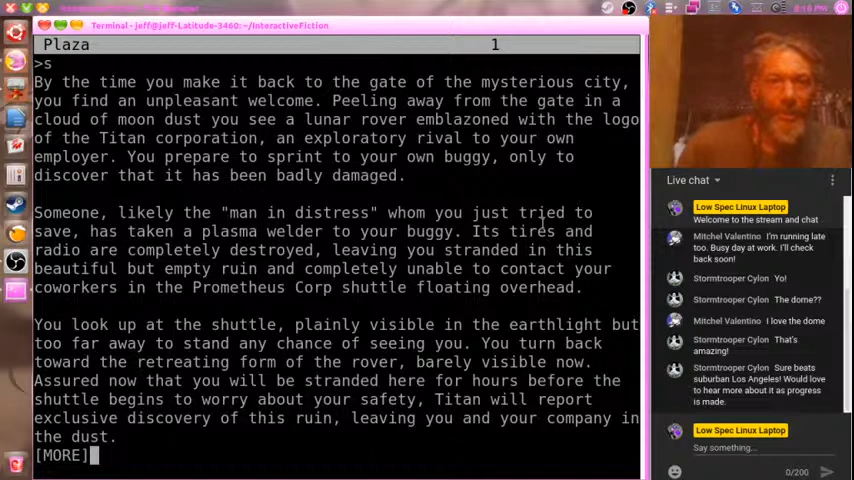 8:16 PM
Terminal - jeff@jeff-Latitude-3460:~/InteractiveFiction
Plaza 1
>s
By the time you make it back to the gate of the mysterious city,
you find an unpleasant welcome. Peeling away from the gate in a
cloud of moon dust you see a lunar rover emblazoned with the logo
of the Titan corporation, an exploratory rival to your own
employer. You prepare to sprint to your own buggy, only to
discover that it has been badly damaged.
Someone, likely the "man in distress" whom you just tried to
save, has taken a plasma welder to your buggy. Its tires and
radio are completely destroyed, leaving you stranded in this
beautiful but empty ruin and completely unable to contact your
coworkers in the Prometheus Corp shuttle floating overhead.
You look up at the shuttle, plainly visible in the earthlight but
too far away to stand any chance of seeing you. You turn back
toward the retreating form of the rover, barely visible now.
Assured now that you will be stranded here for hours before the
shuttle begins to worry about your safety, Titan will report
exclusive discovery of this ruin, leaving you and your company in
the dust.
[MORE]
Live chat
Low Spec Linux Laptop
Welcome to the stream and chat
Mitchel Valentino I'm running late
too. Busy day at work. I'll check
back soon!
Stormtrooper Cylon Yo!
Stormtrooper Cylon The dome??
Mitchel Valentino I love the dome
Stormtrooper Cylon That's
amazing!
Stormtrooper Cylon Sure beats
suburban Los Angeles! Would love
to hear more about it as progress
is made.
Low Spec Linux Laptop
Say something...
0/200